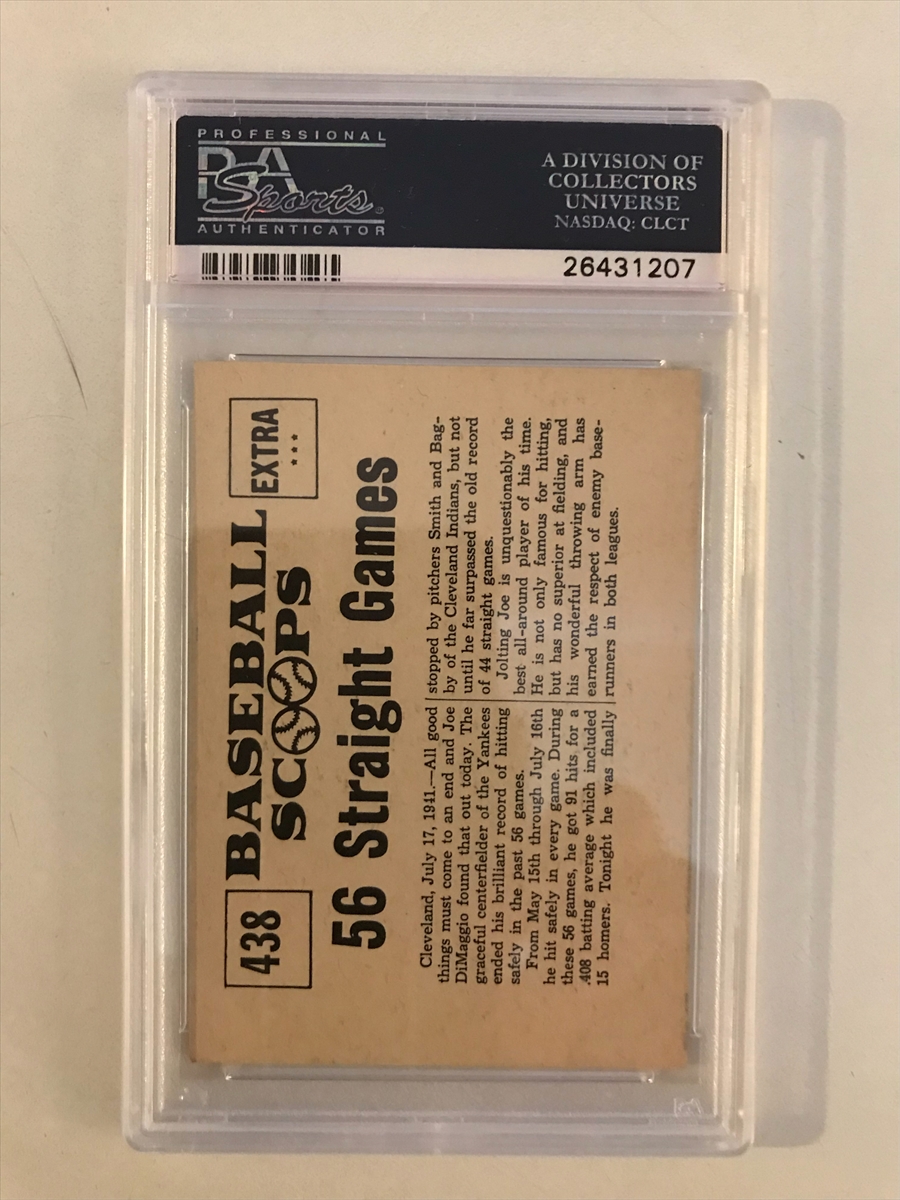 PROFESSIONAL
PSA
Sports
AUTHENTICATOR
A DIVISION OF
COLLECTORS
UNIVERSE
NASDAQ: CLCT
26431207
438
BASEBALL
SCOOPS
EXTRA
***
56 Straight Games
Cleveland, July 17, 1941.—All good
things must come to an end and Joe
DiMaggio found that out today. The
graceful centerfielder of the Yankees
ended his brilliant record of hitting
safely in the past 56 games.
From May 15th through July 16th
he hit safely in every game. During
these 56 games, he got 91 hits for a
.408 batting average which included
15 homers. Tonight he was finally
stopped by pitchers Smith and Bag-
by of the Cleveland Indians, but not
until he far surpassed the old record
of 44 straight games.
Jolting Joe is unquestionably the
best all-around player of his time.
He is not only famous for hitting,
but has no superior at fielding, and
his wonderful throwing arm has
earned the respect of enemy base-
runners in both leagues.